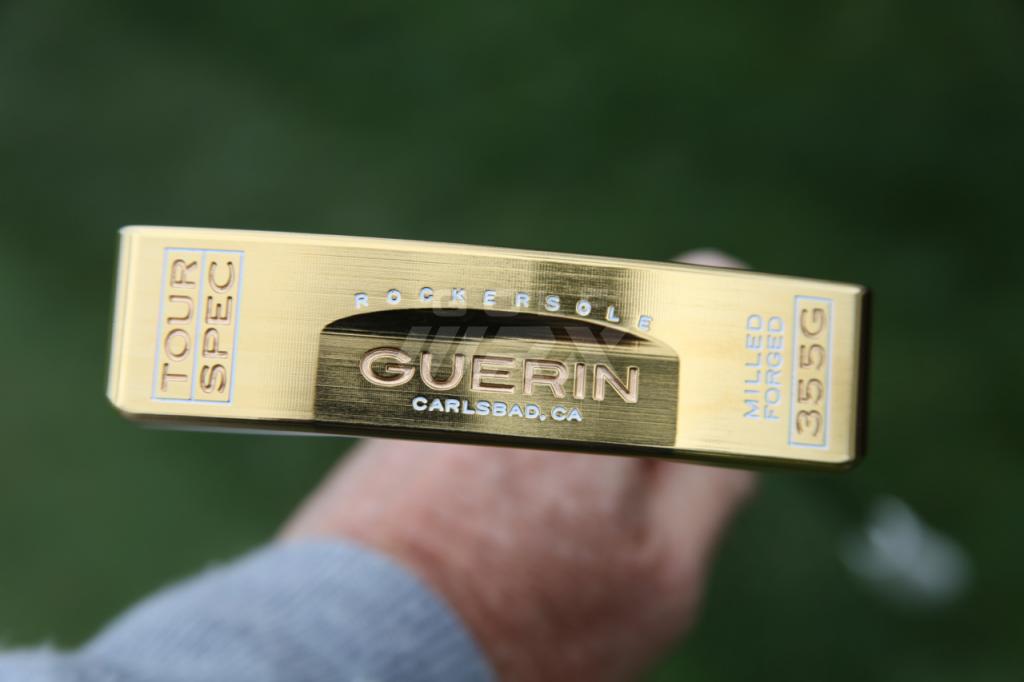 TOUR
SPEC
ROCKERSOLE
GUERIN
CARLSBAD, CA
MILLED
FORGED
355G